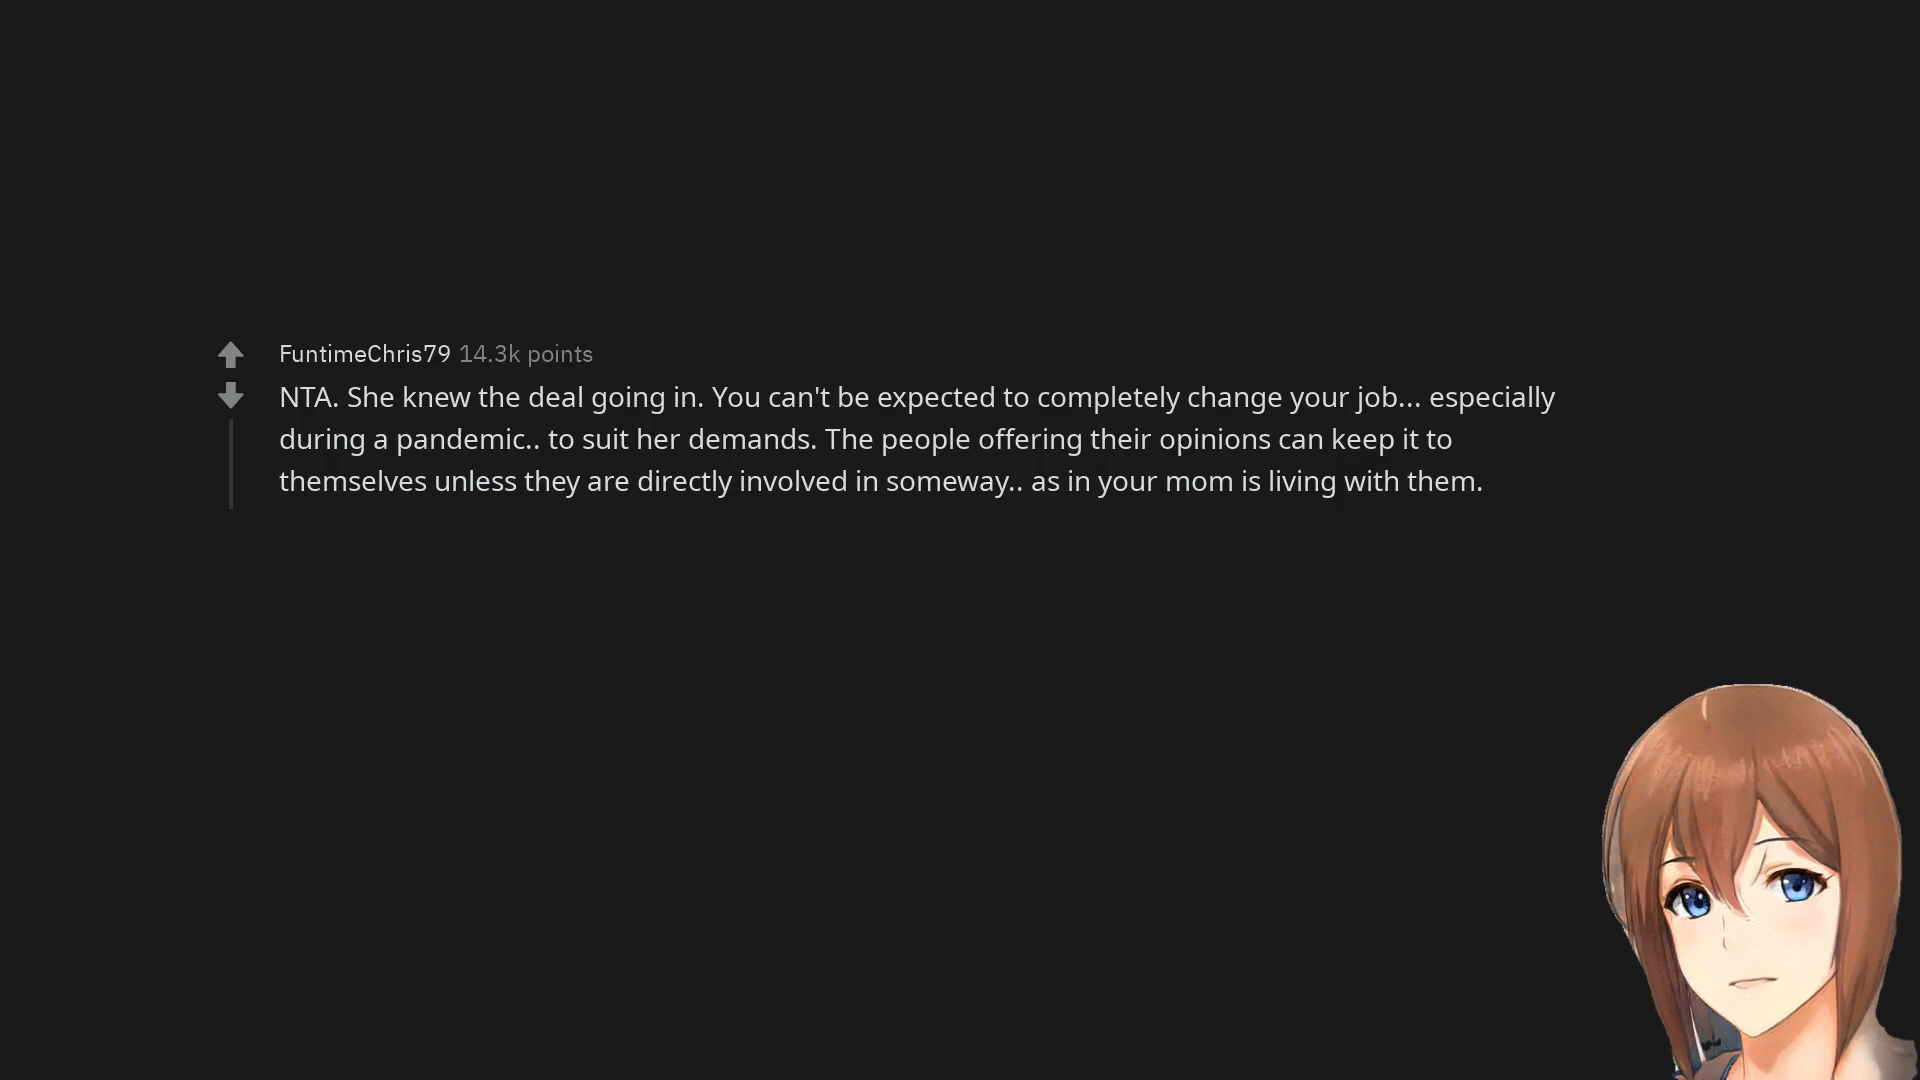 FuntimeChris79 14.3k points
NTA. She knew the deal going in. You can't be expected to completely change your job... especially
during a pandemic.. to suit her demands. The people offering their opinions can keep it to
themselves unless they are directly involved in someway.. as in your mom is living with them.